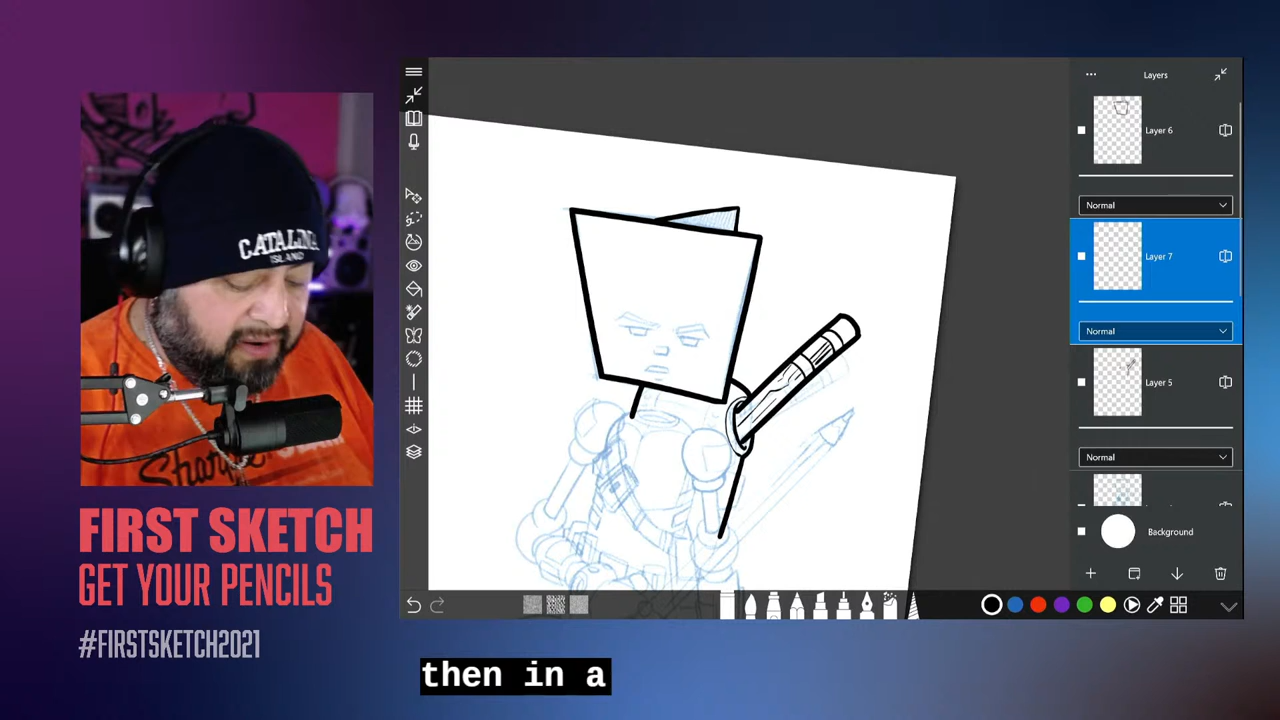 CATALINA
ISLAND
Sharpie
FIRST SKETCH
GET YOUR PENCILS
#FIRSTSKETCH2021
Layers
Layer 6
Normal
Layer 7
Normal
Layer 5
Normal
Background
then in a